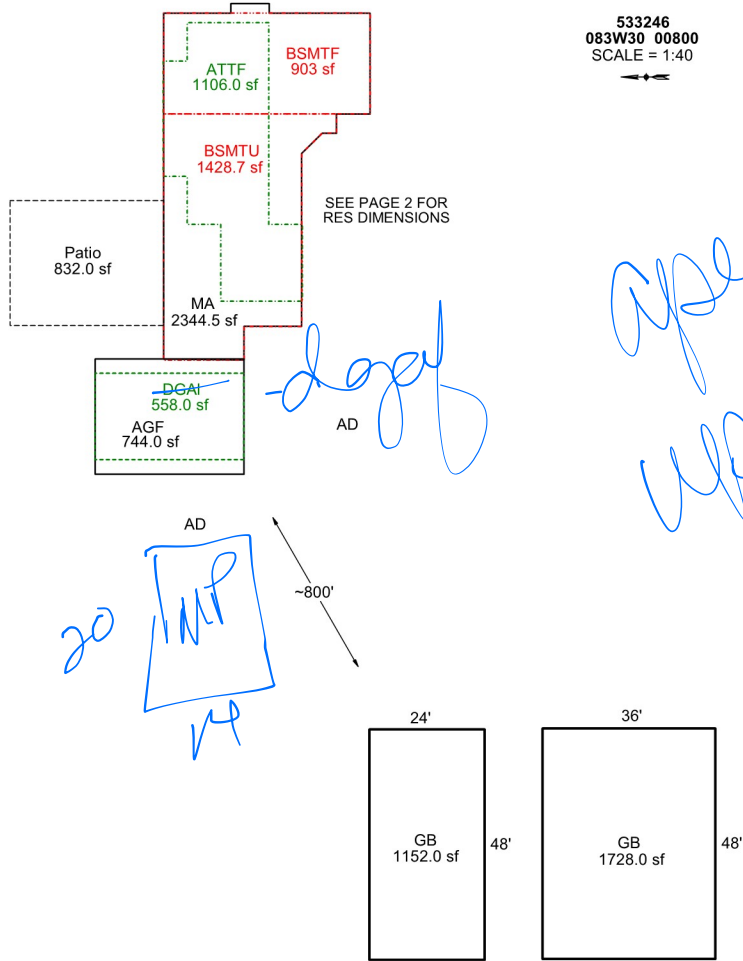 533246
083W30 00800
SCALE = 1:40
BSMTF
903 sf
ATTF
1106.0 sf
BSMTU
1428.7 sf
SEE PAGE 2 FOR
RES DIMENSIONS
Patio
832.0 sf
MA
2344.5 sf
DGAI
558.0 sf
AGF
744.0 sf
AD
AD
~800'
20
IMP
14
24'
36'
GB
1152.0 sf
48'
GB
1728.0 sf
48'